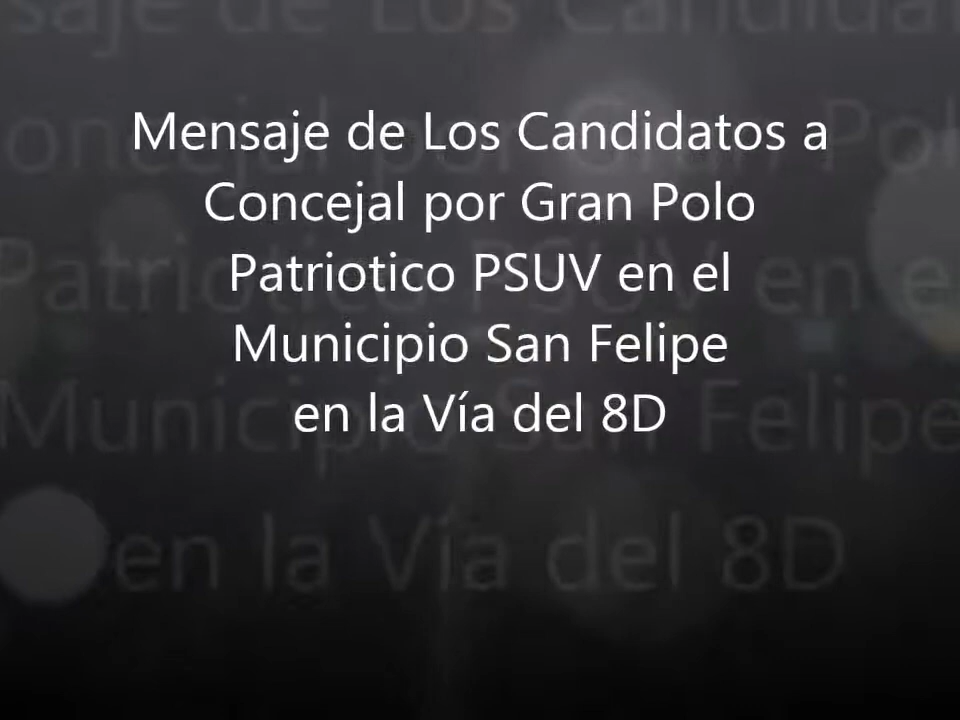 Mensaje de Los Candidatos a
Concejal por Gran Polo
Patriotico PSUV en el
Municipio San Felipe
en la Vía del 8D